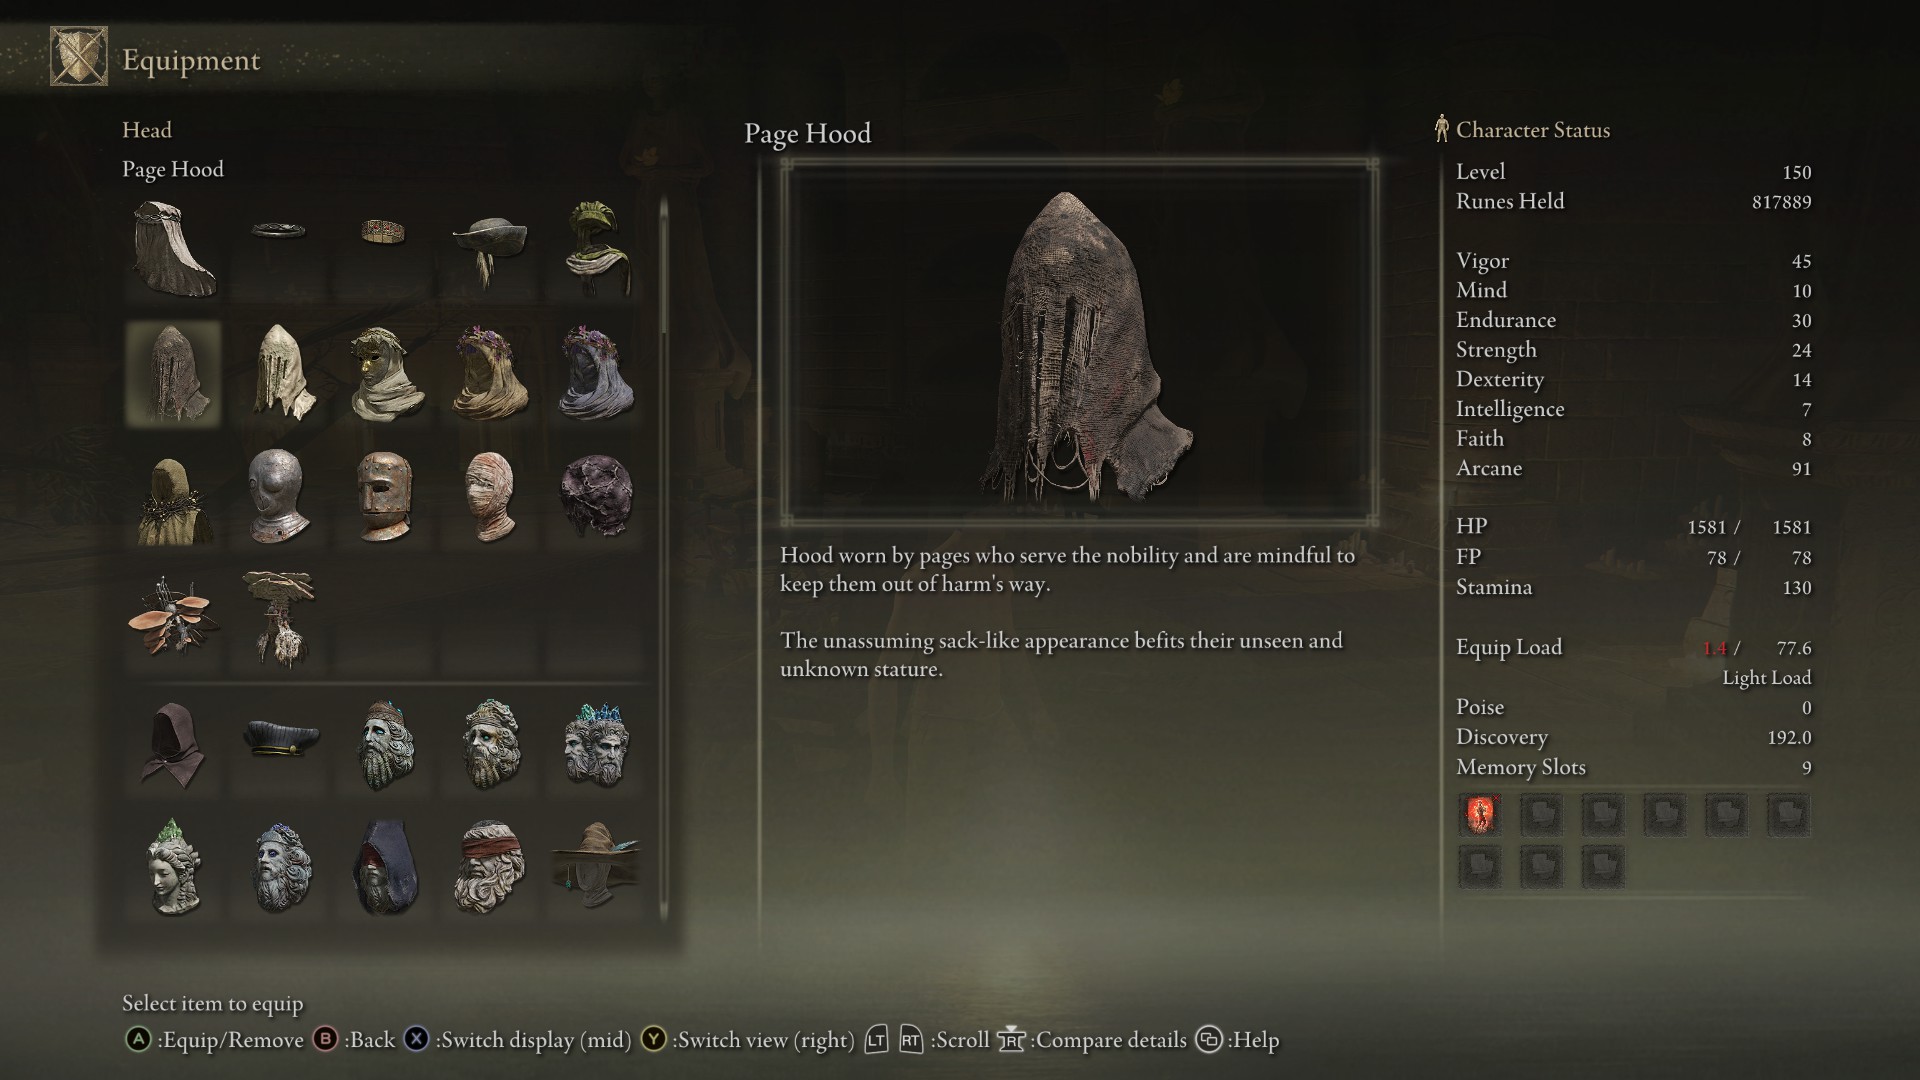 Equipment
Head
Page Hood
Page Hood
Hood worn by pages who serve the nobility and are mindful to
keep them out of harm's way.
The unassuming sack-like appearance befits their unseen and
unknown stature.
Character Status
Level 150
Runes Held 817889
Vigor 45
Mind 10
Endurance 30
Strength 24
Dexterity 14
Intelligence 7
Faith 8
Arcane 91
HP 1581 / 1581
FP 78 / 78
Stamina 130
Equip Load 1.4 / 77.6
Light Load
Poise 0
Discovery 192.0
Memory Slots 9
Select item to equip
A :Equip/Remove B :Back X :Switch display (mid) Y :Switch view (right) LT RT :Scroll R :Compare details :Help